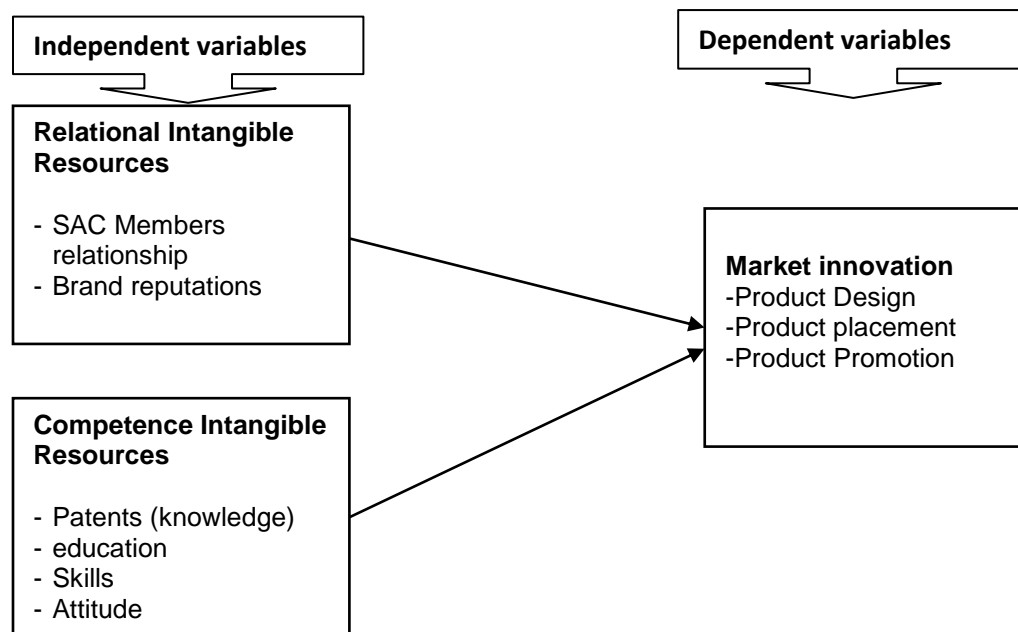 Independent variables
Relational Intangible
Resources
- SAC Members
relationship
- Brand reputations
Competence Intangible
Resources
- Patents (knowledge)
- education
- Skills
- Attitude
Dependent variables
Market innovation
-Product Design
-Product placement
-Product Promotion